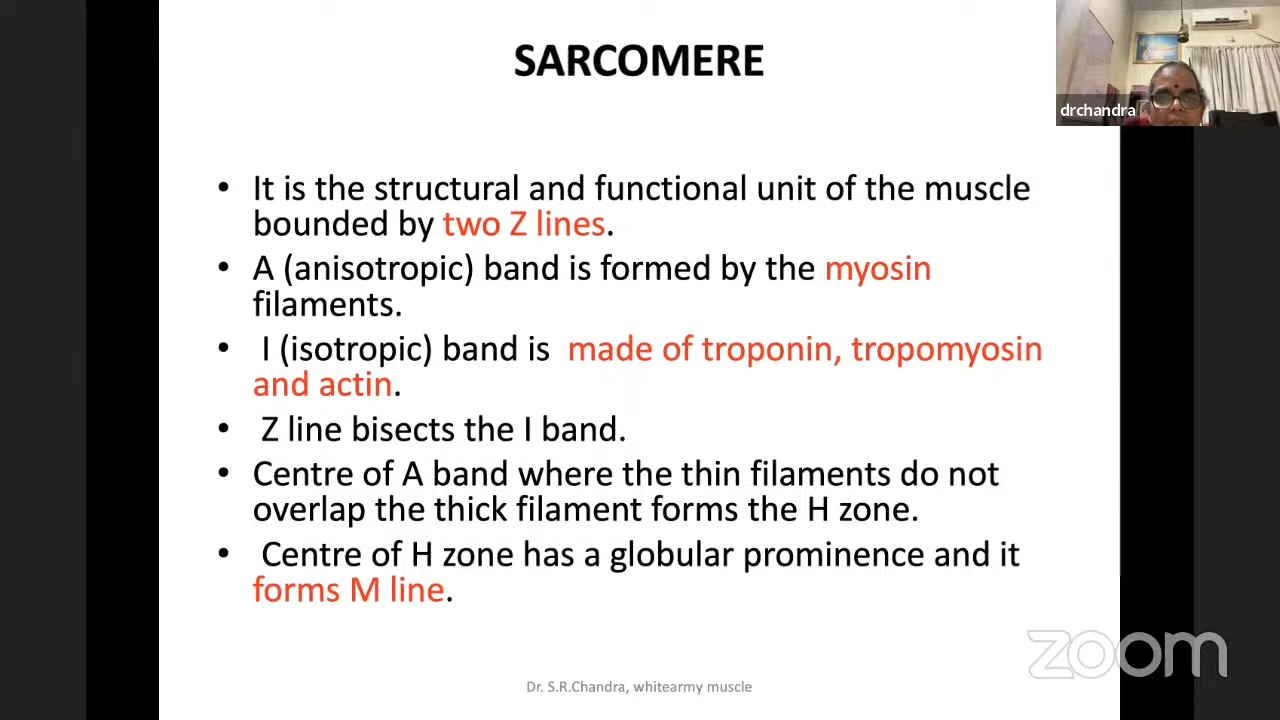 SARCOMERE
drchandra
• It is the structural and functional unit of the muscle
bounded by two Z lines.
• A (anisotropic) band is formed by the myosin
filaments.
• I (isotropic) band is made of troponin, tropomyosin
and actin.
• Z line bisects the I band.
• Centre of A band where the thin filaments do not
overlap the thick filament forms the H zone.
• Centre of H zone has a globular prominence and it
forms M line.
zoom
Dr. S.R.Chandra, whitearmy muscle